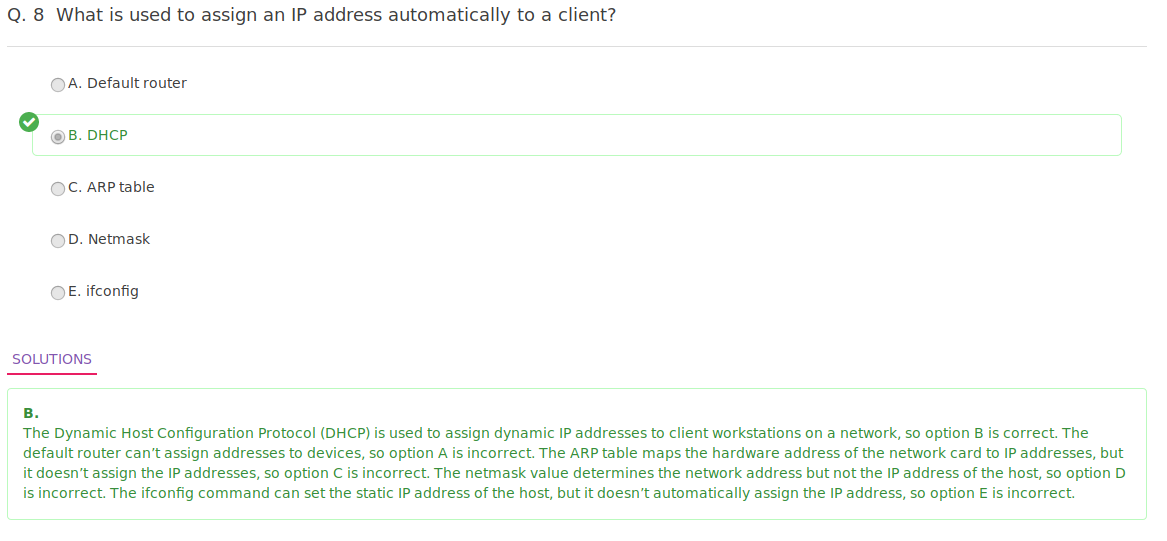 Q. 8 What is used to assign an IP address automatically to a client?
A. Default router
B. DHCP
C. ARP table
D. Netmask
E. ifconfig
SOLUTIONS
B.
The Dynamic Host Configuration Protocol (DHCP) is used to assign dynamic IP addresses to client workstations on a network, so option B is correct. The
default router can’t assign addresses to devices, so option A is incorrect. The ARP table maps the hardware address of the network card to IP addresses, but
it doesn’t assign the IP addresses, so option C is incorrect. The netmask value determines the network address but not the IP address of the host, so option D
is incorrect. The ifconfig command can set the static IP address of the host, but it doesn’t automatically assign the IP address, so option E is incorrect.